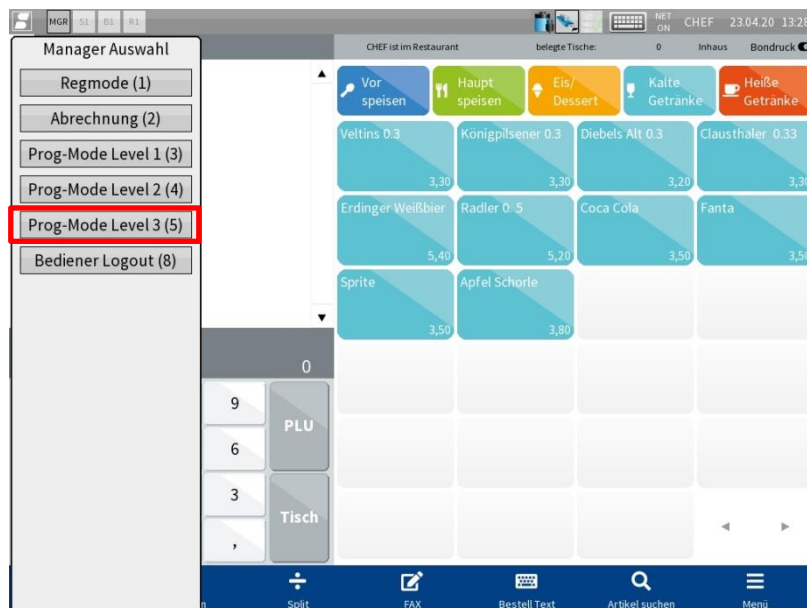 MGR S1 B1 R1 NET ON CHEF 23.04.20 13:28
Manager Auswahl
Regmode (1)
Abrechnung (2)
Prog-Mode Level 1 (3)
Prog-Mode Level 2 (4)
Prog-Mode Level 3 (5)
Bediener Logout (8)
CHEF ist im Restaurant belegte Tische: 0 Inhaus Bondruck
Vor speisen
Haupt speisen
Eis/ Dessert
Kalte Getränke
Heiße Getränke
Veltins 0.3 3,30
Königpilsener 0.3 3,30
Diebels Alt 0.3 3,20
Clausthaler 0.33
Erdinger Weißbier 5,40
Radler 0. 5 5,20
Coca Cola 3,50
Fanta
Sprite 3,50
Apfel Schorle 3,80
0
9
6
3
,
PLU
Tisch
Split
FAX
Bestell Text
Artikel suchen
Menü